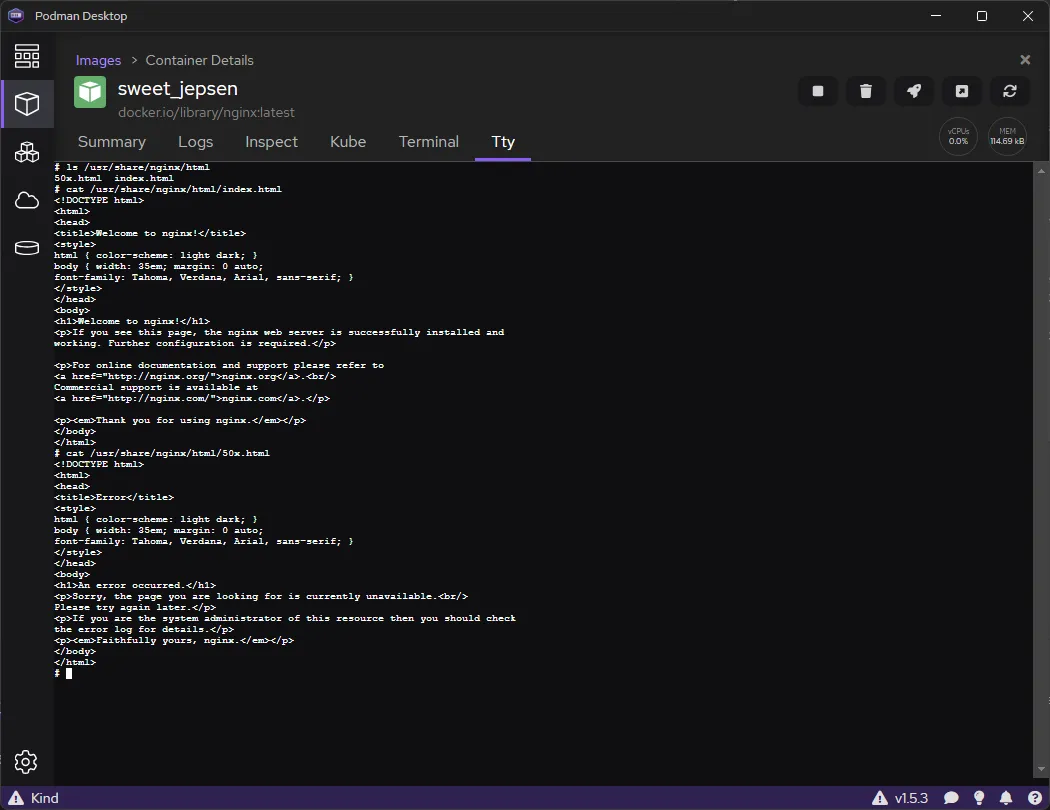 Podman Desktop
Images > Container Details
sweet_jepsen
docker.io/library/nginx:latest
vCPUs
0.0%
MEM
114.69 kB
Summary Logs Inspect Kube Terminal Tty
# ls /usr/share/nginx/html
50x.html  index.html
# cat /usr/share/nginx/html/index.html
<!DOCTYPE html>
<html>
<head>
<title>Welcome to nginx!</title>
<style>
html { color-scheme: light dark; }
body { width: 35em; margin: 0 auto;
font-family: Tahoma, Verdana, Arial, sans-serif; }
</style>
</head>
<body>
<h1>Welcome to nginx!</h1>
<p>If you see this page, the nginx web server is successfully installed and
working. Further configuration is required.</p>

<p>For online documentation and support please refer to
<a href="http://nginx.org/">nginx.org</a>.<br/>
Commercial support is available at
<a href="http://nginx.com/">nginx.com</a>.</p>

<p><em>Thank you for using nginx.</em></p>
</body>
</html>
# cat /usr/share/nginx/html/50x.html
<!DOCTYPE html>
<html>
<head>
<title>Error</title>
<style>
html { color-scheme: light dark; }
body { width: 35em; margin: 0 auto;
font-family: Tahoma, Verdana, Arial, sans-serif; }
</style>
</head>
<body>
<h1>An error occurred.</h1>
<p>Sorry, the page you are looking for is currently unavailable.<br/>
Please try again later.</p>
<p>If you are the system administrator of this resource then you should check
the error log for details.</p>
<p><em>Faithfully yours, nginx.</em></p>
</body>
</html>
#
Kind
v1.5.3